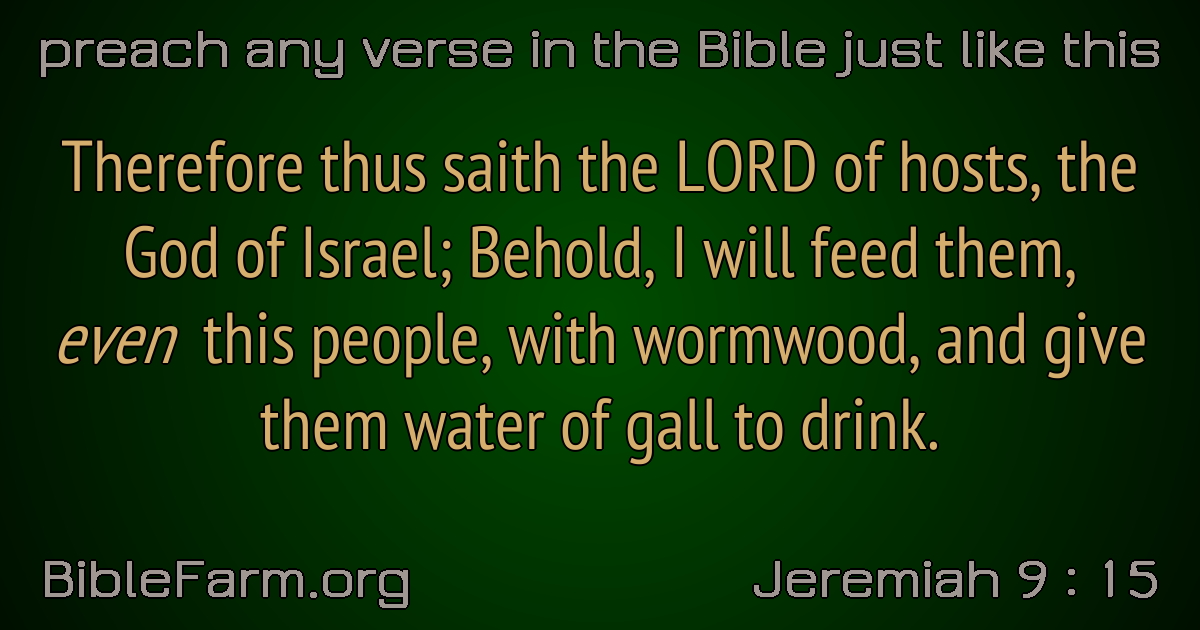 preach any verse in the Bible just like this
Therefore thus saith the LORD of hosts, the
God of Israel; Behold, I will feed them,
even this people, with wormwood, and give
them water of gall to drink.
BibleFarm.org
Jeremiah 9 : 15